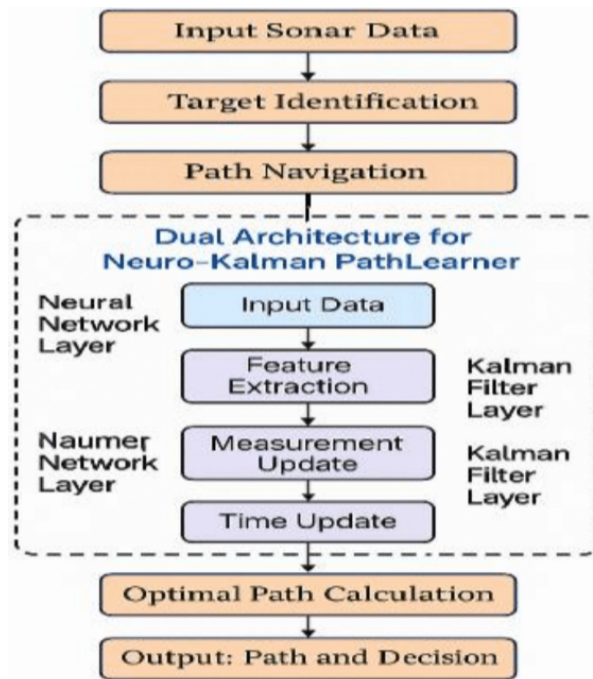 Input Sonar Data
Target Identification
Path Navigation
Dual Architecture for
Neuro-Kalman PathLearner
Neural
Network
Layer
Input Data
Feature
Extraction
Kalman
Filter
Layer
Naumer
Network
Layer
Measurement
Update
Kalman
Filter
Layer
Time Update
Optimal Path Calculation
Output: Path and Decision